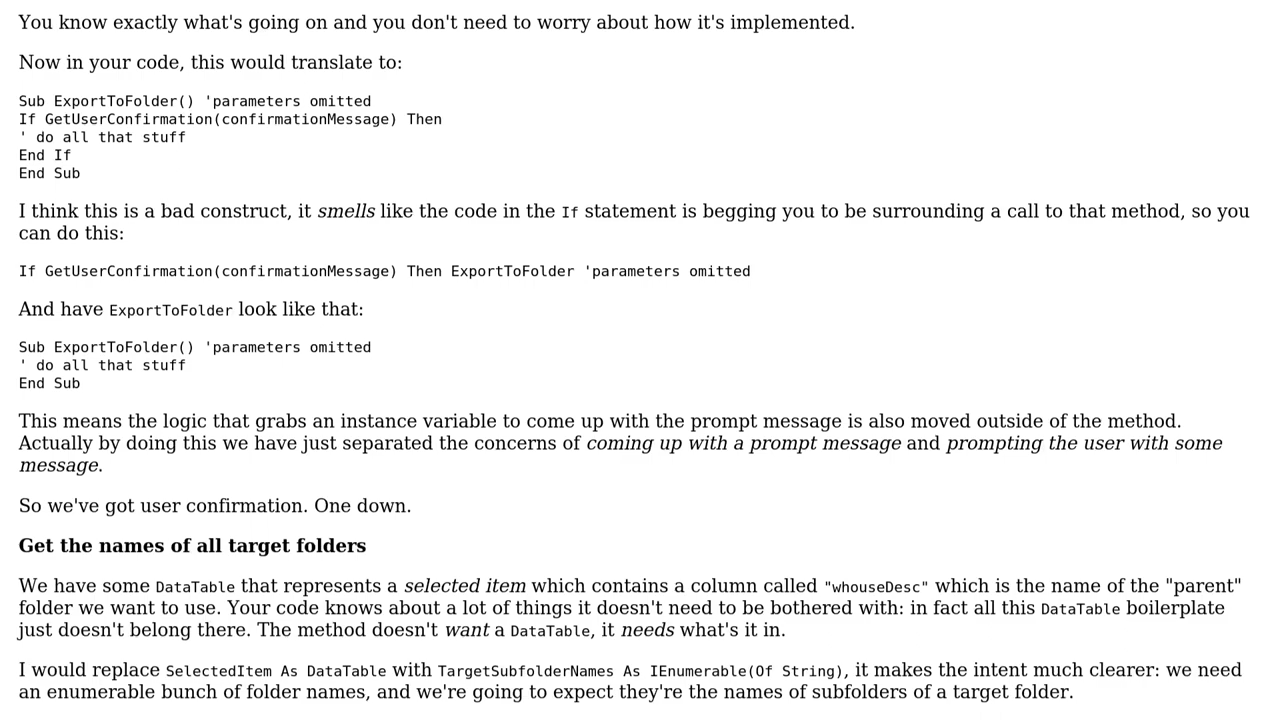 You know exactly what's going on and you don't need to worry about how it's implemented.
Now in your code, this would translate to:
Sub ExportToFolder() 'parameters omitted
If GetUserConfirmation(confirmationMessage) Then
' do all that stuff
End If
End Sub
I think this is a bad construct, it smells like the code in the If statement is begging you to be surrounding a call to that method, so you
can do this:
If GetUserConfirmation(confirmationMessage) Then ExportToFolder 'parameters omitted
And have ExportToFolder look like that:
Sub ExportToFolder() 'parameters omitted
' do all that stuff
End Sub
This means the logic that grabs an instance variable to come up with the prompt message is also moved outside of the method.
Actually by doing this we have just separated the concerns of coming up with a prompt message and prompting the user with some
message.
So we've got user confirmation. One down.
Get the names of all target folders
We have some DataTable that represents a selected item which contains a column called "whouseDesc" which is the name of the "parent"
folder we want to use. Your code knows about a lot of things it doesn't need to be bothered with: in fact all this DataTable boilerplate
just doesn't belong there. The method doesn't want a DataTable, it needs what's it in.
I would replace SelectedItem As DataTable with TargetSubfolderNames As IEnumerable(Of String), it makes the intent much clearer: we need
an enumerable bunch of folder names, and we're going to expect they're the names of subfolders of a target folder.